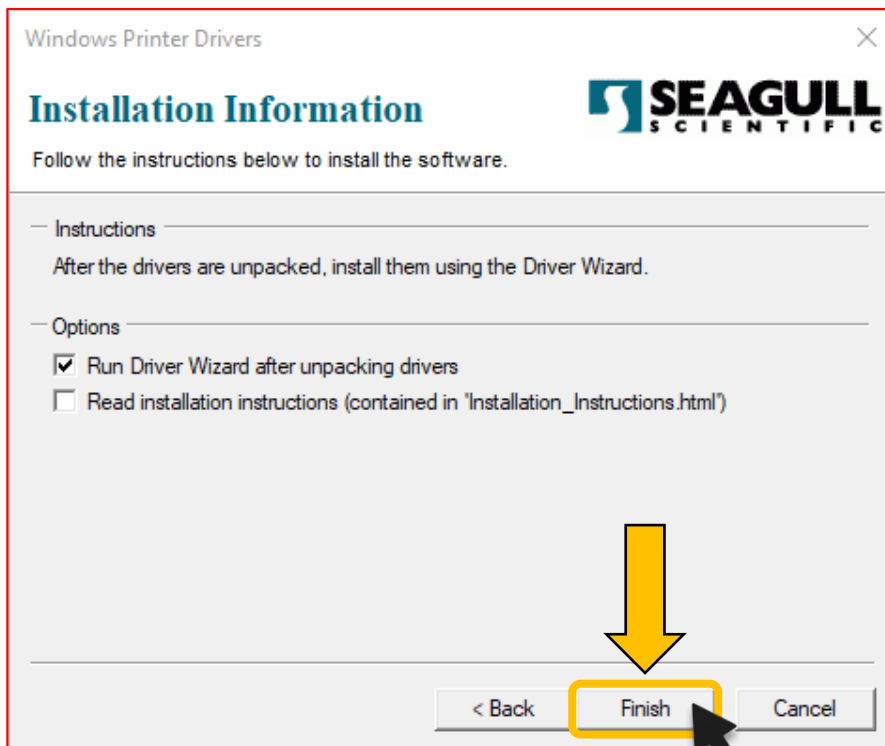 Windows Printer Drivers
Installation Information
SEAGULL
SCIENTIFIC
Follow the instructions below to install the software.
Instructions
After the drivers are unpacked, install them using the Driver Wizard.
Options
Run Driver Wizard after unpacking drivers
Read installation instructions (contained in 'Installation_Instructions.html')
< Back
Finish
Cancel